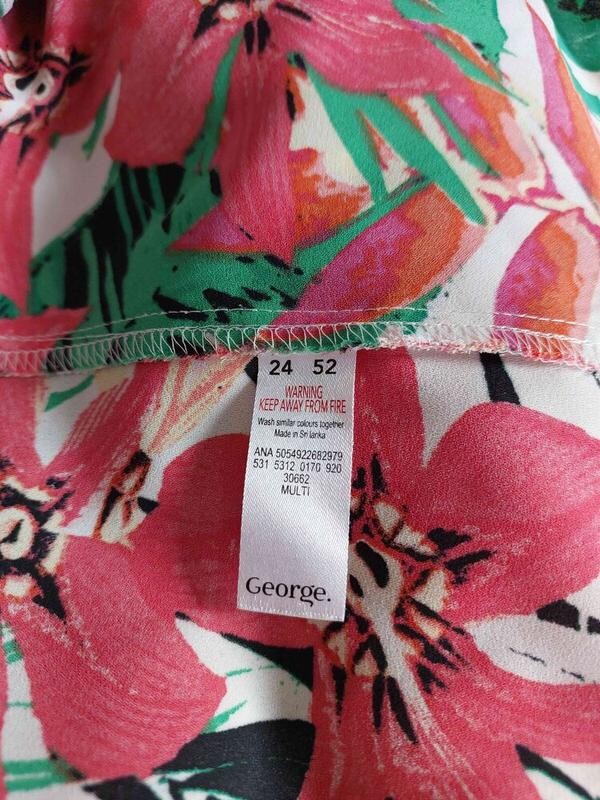 24 52
WARNING
KEEP AWAY FROM FIRE
Wash similar colours together
Made in Sri lanka
ANA 5054922682979
531 5312 0170 920
30662
MULTI
George.